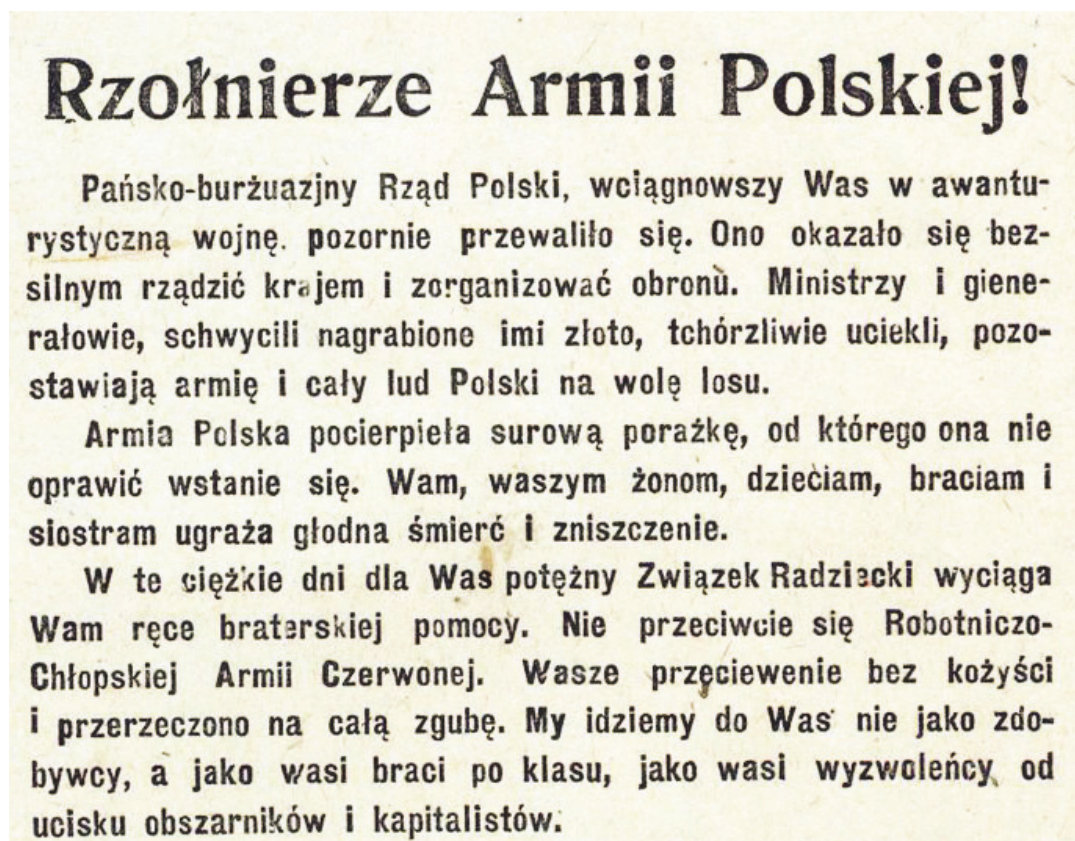 Rzołnierze Armii Polskiej!
Pańsko-burżuazjny Rząd Polski, wciągnowszy Was w awantu-
rystyczną wojnę. pozornie przewaliło się. Ono okazało się bez-
silnym rządzić krajem i zorganizować obronù. Ministrzy i giene-
rałowie, schwycili nagrabione imi złoto, tchórzliwie uciekli, pozo-
stawiają armię i cały lud Polski na wolę losu.
Armia Polska pocierpieła surową porażkę, od którego ona nie
oprawić wstanie się. Wam, waszym żonom, dzieciam, braciam i
siostram ugraża głodna śmierć i zniszczenie.
W te ciężkie dni dla Was potężny Związek Radziecki wyciąga
Wam ręce braterskiej pomocy. Nie przeciwcie się Robotniczo-
Chłopskiej Armii Czerwonej. Wasze przęciewenie bez kożyści
i przerzeczono na całą zgubę. My idziemy do Was nie jako zdo-
bywcy, a jako wasi braci po klasu, jako wasi wyzwoleńcy od
ucisku obszarników i kapitalistów.